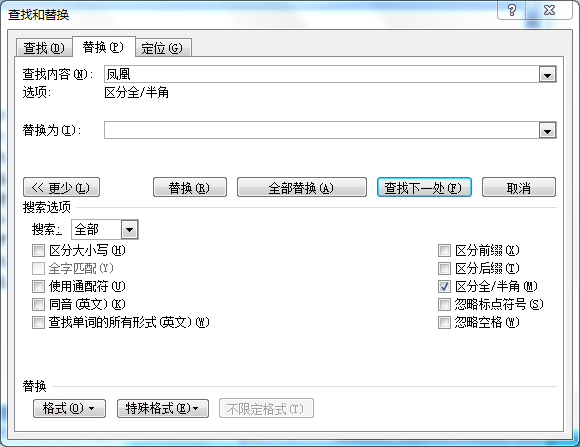 查找和替换
查找(D) 替换(P) 定位(G)
查找内容(N): 凤凰
选项: 区分全/半角
替换为(I):
<< 更少(L) 替换(R) 全部替换(A) 查找下一处(F) 取消
搜索选项
搜索: 全部
区分大小写(H) 区分前缀(X)
全字匹配(Y) 区分后缀(T)
使用通配符(U) 区分全/半角(M)
同音(英文)(K) 忽略标点符号(S)
查找单词的所有形式(英文)(W) 忽略空格(W)
替换
格式(O) 特殊格式(E) 不限定格式(T)